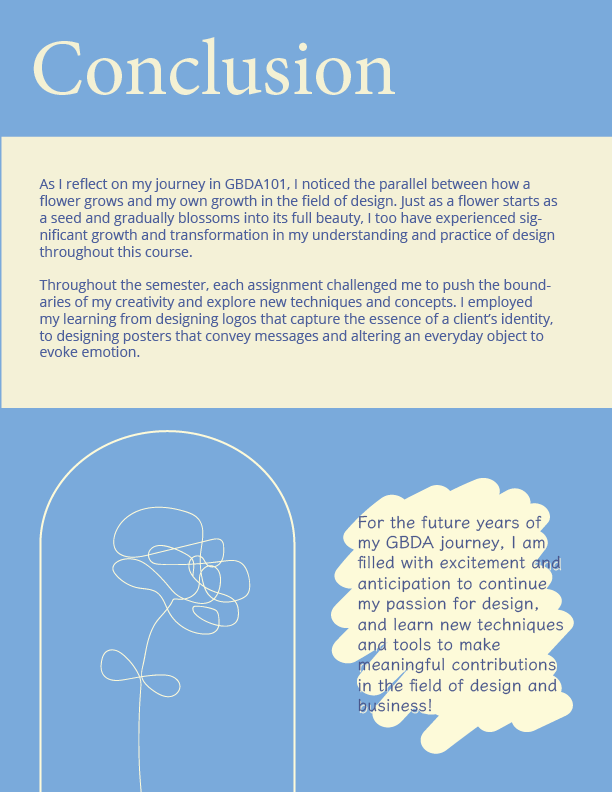 Conclusion
As I reflect on my journey in GBDA101, I noticed the parallel between how a
flower grows and my own growth in the field of design. Just as a flower starts as
a seed and gradually blossoms into its full beauty, I too have experienced sig-
nificant growth and transformation in my understanding and practice of design
throughout this course.
Throughout the semester, each assignment challenged me to push the bound-
aries of my creativity and explore new techniques and concepts. I employed
my learning from designing logos that capture the essence of a client’s identity,
to designing posters that convey messages and altering an everyday object to
evoke emotion.
For the future years of
my GBDA journey, I am
filled with excitement and
anticipation to continue
my passion for design,
and learn new techniques
and tools to make
meaningful contributions
in the field of design and
business!